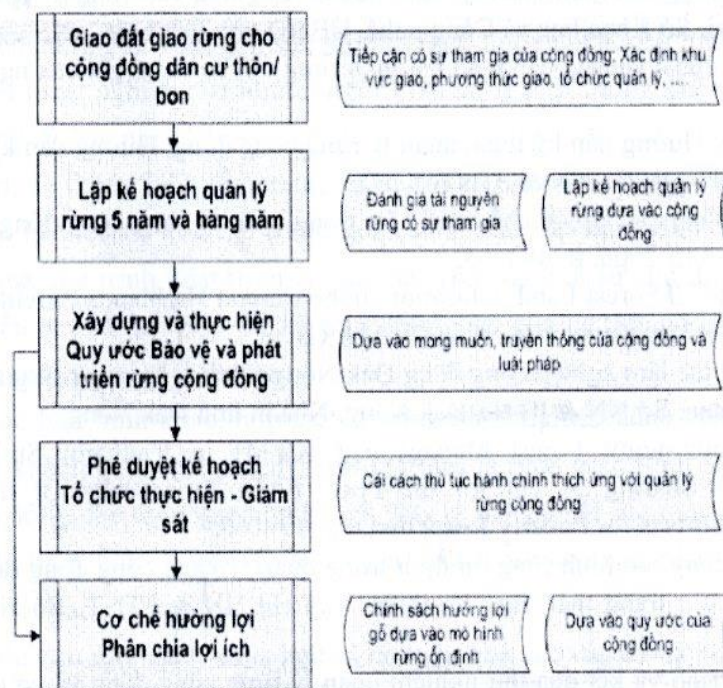 Giao đất giao rừng cho
cộng đồng dân cư thôn/
bon
Tiếp cận có sự tham gia của cộng đồng: Xác định khu
vực giao, phương thức giao, tổ chức quản lý, ....
Lập kế hoạch quản lý
rừng 5 năm và hàng năm
Đánh giá tài nguyên
rừng có sự tham gia
Lập kế hoạch quản lý
rừng dựa vào cộng
đồng
Xây dựng và thực hiện
Quy ước Bảo vệ và phát
triển rừng cộng đồng
Dựa vào mong muốn, truyền thống của cộng đồng và
luật pháp
Phê duyệt kế hoạch
Tổ chức thực hiện - Giám
sát
Cải cách thủ tục hành chính thích ứng với quản lý
rừng cộng đồng
Cơ chế hưởng lợi
Phân chia lợi ích
Chính sách hưởng lợi
gỗ dựa vào mô hình
rừng ổn định
Dựa vào quy ước của
cộng đồng